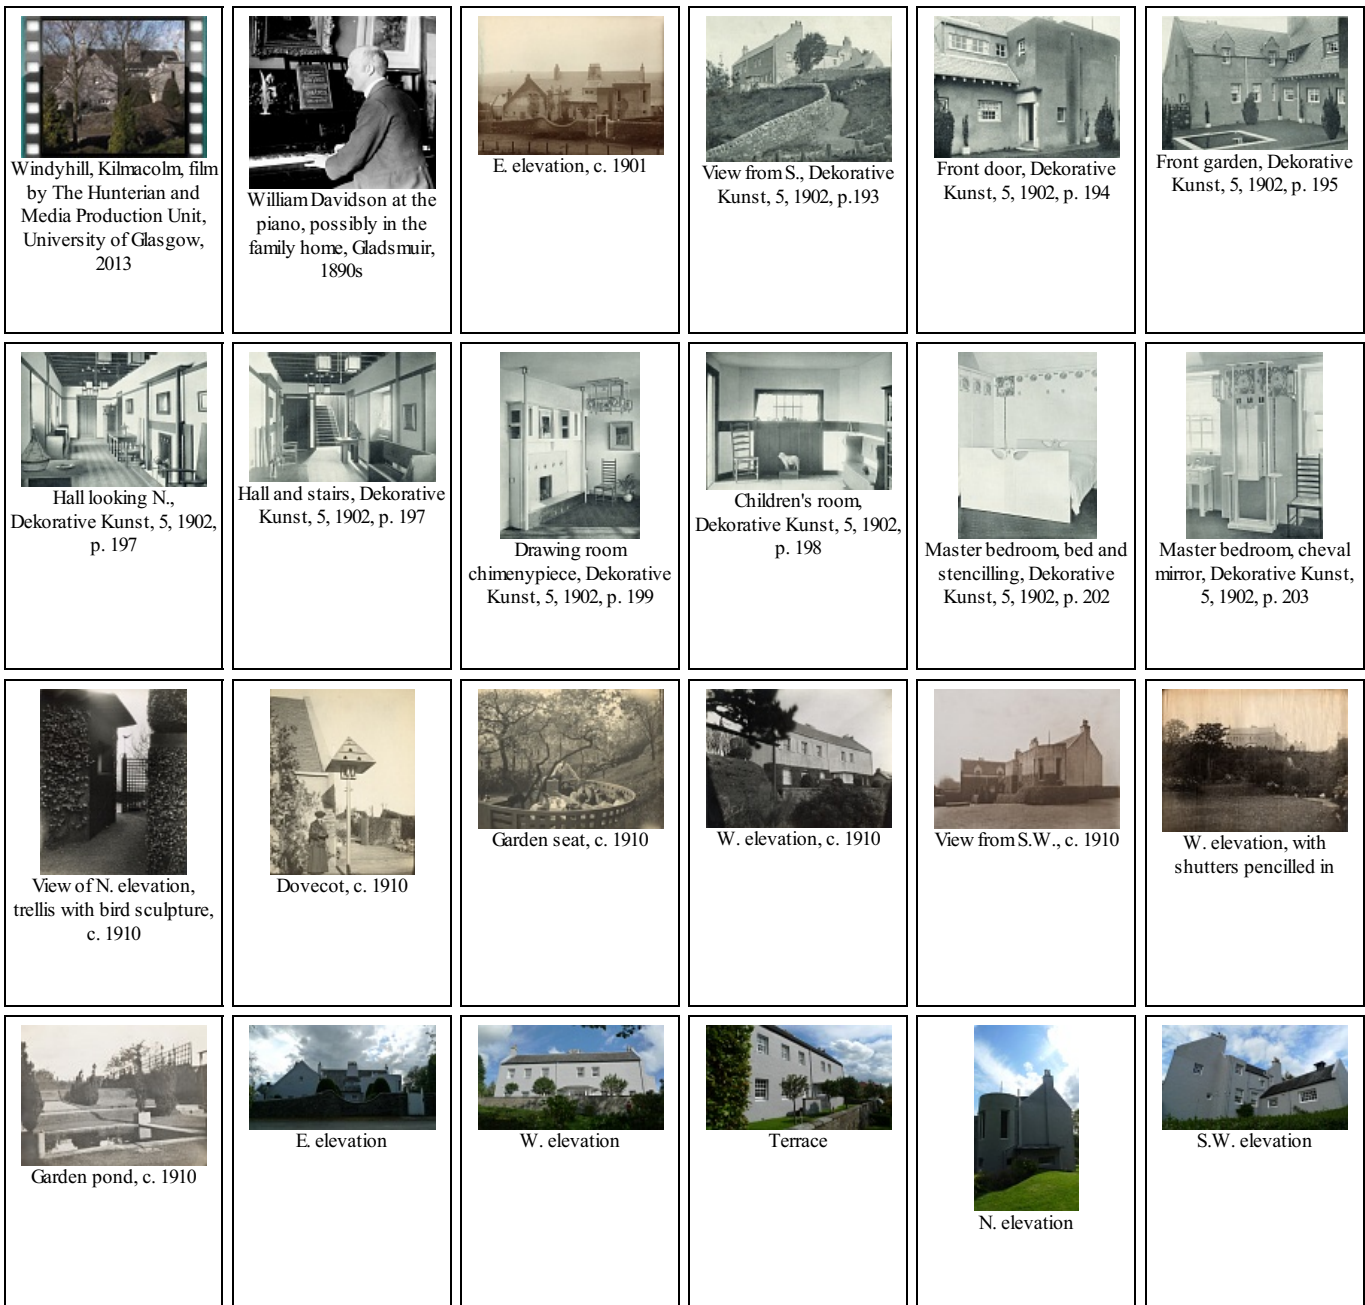 Windyhill, Kilmacolm, film
by The Hunterian and
Media Production Unit,
University of Glasgow,
2013
William Davidson at the
piano, possibly in the
family home, Gladsmuir,
1890s
E. elevation, c. 1901
View from S., Dekorative
Kunst, 5, 1902, p.193
Front door, Dekorative
Kunst, 5, 1902, p. 194
Front garden, Dekorative
Kunst, 5, 1902, p. 195
Hall looking N.,
Dekorative Kunst, 5, 1902,
p. 197
Hall and stairs, Dekorative
Kunst, 5, 1902, p. 197
Drawing room
chimenypiece, Dekorative
Kunst, 5, 1902, p. 199
Children's room,
Dekorative Kunst, 5, 1902,
p. 198
Master bedroom, bed and
stencilling, Dekorative
Kunst, 5, 1902, p. 202
Master bedroom, cheval
mirror, Dekorative Kunst,
5, 1902, p. 203
View of N. elevation,
trellis with bird sculpture,
c. 1910
Dovecot, c. 1910
Garden seat, c. 1910
W. elevation, c. 1910
View from S.W., c. 1910
W. elevation, with
shutters pencilled in
Garden pond, c. 1910
E. elevation
W. elevation
Terrace
N. elevation
S.W. elevation